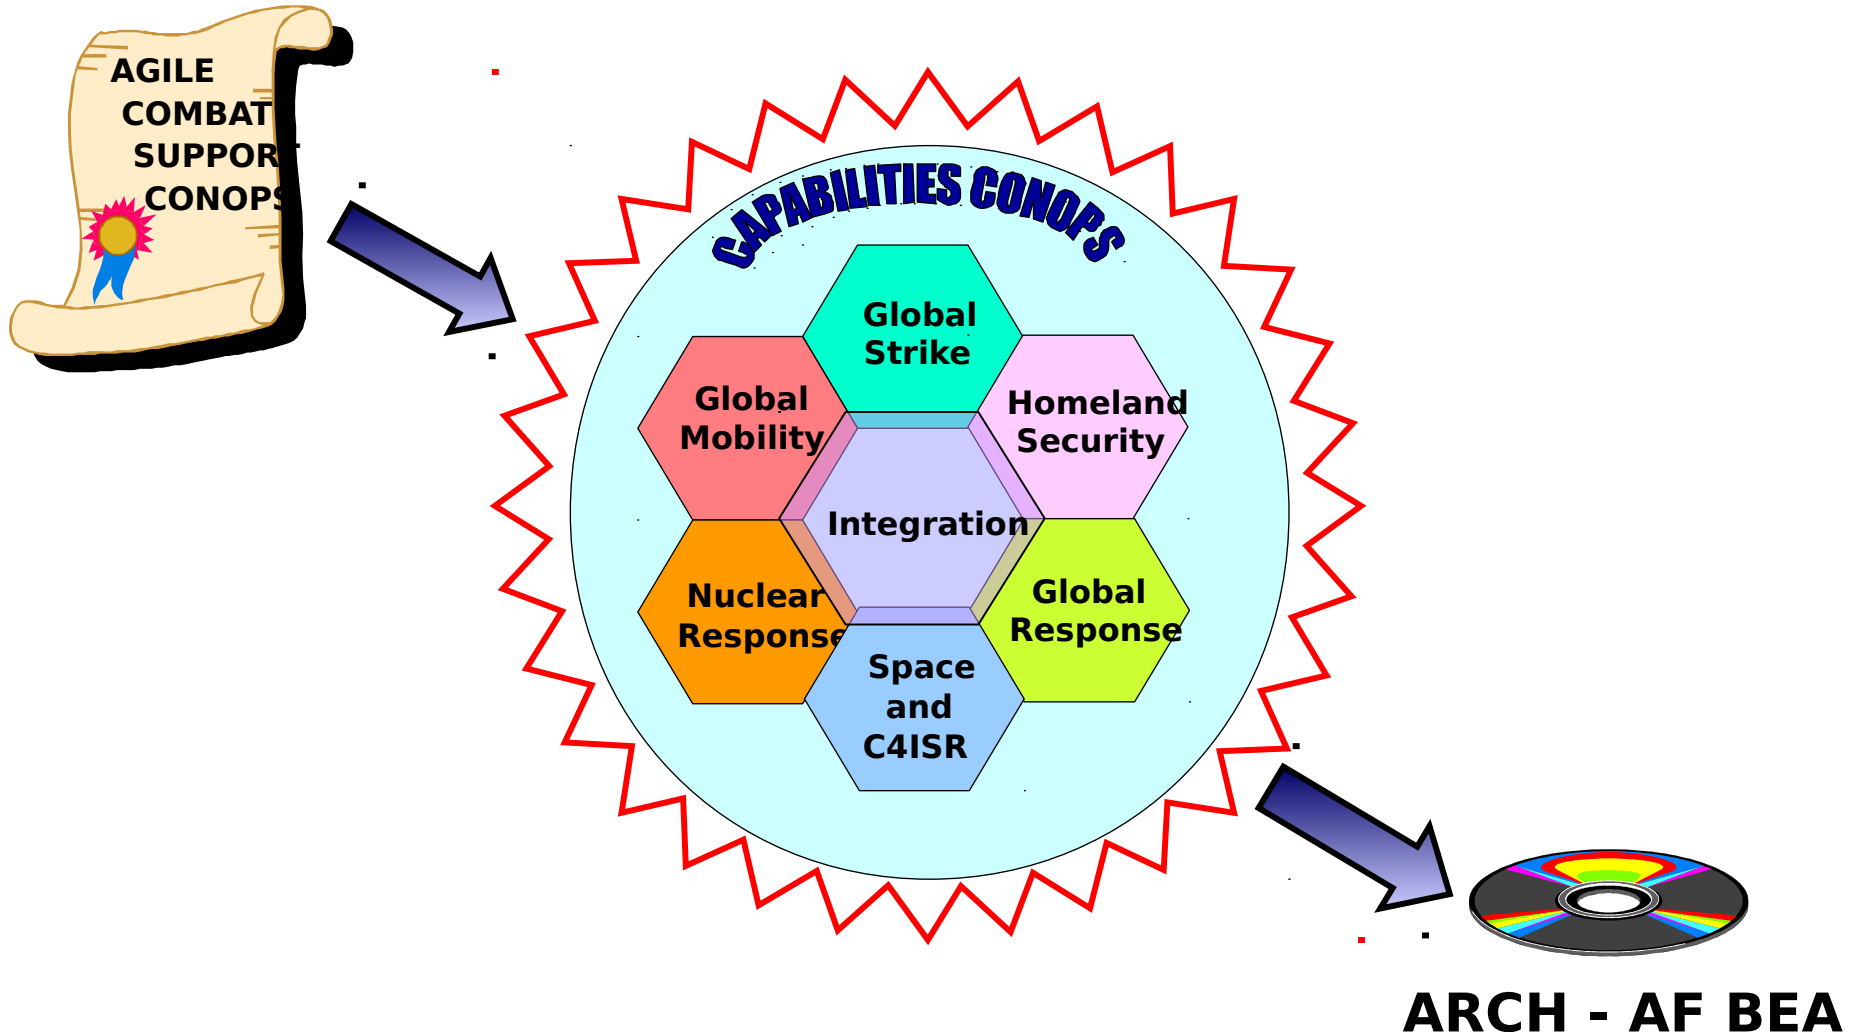 AGILE
COMBAT
SUPPORT
CONOPS
CAPABILITIES CONOPS
Global
Strike
Global
Mobility
Homeland
Security
Integration
Nuclear
Response
Global
Response
Space
and
C4ISR
ARCH - AF BEA